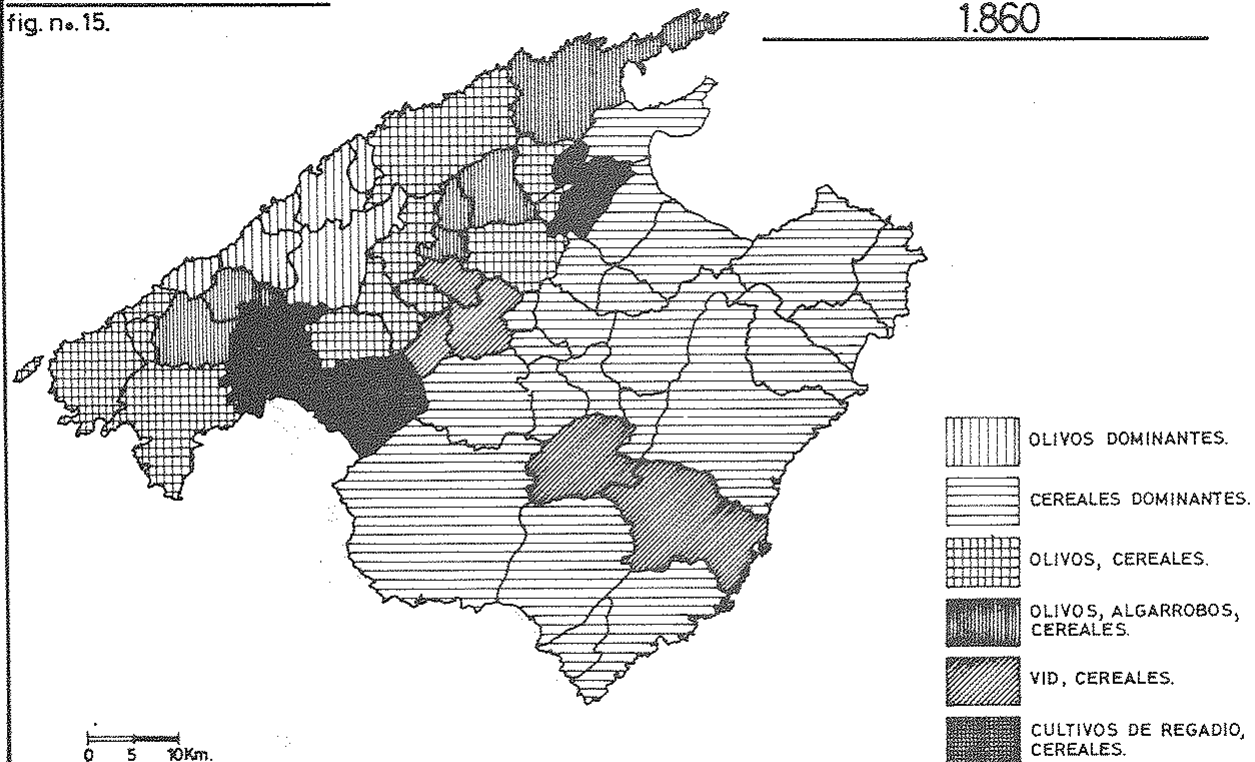 fig. nº.15.
1.860
OLIVOS DOMINANTES.
CEREALES DOMINANTES.
OLIVOS, CEREALES.
OLIVOS, ALGARROBOS,
CEREALES.
VID, CEREALES.
CULTIVOS DE REGADIO,
CEREALES.
0 5 10Km.